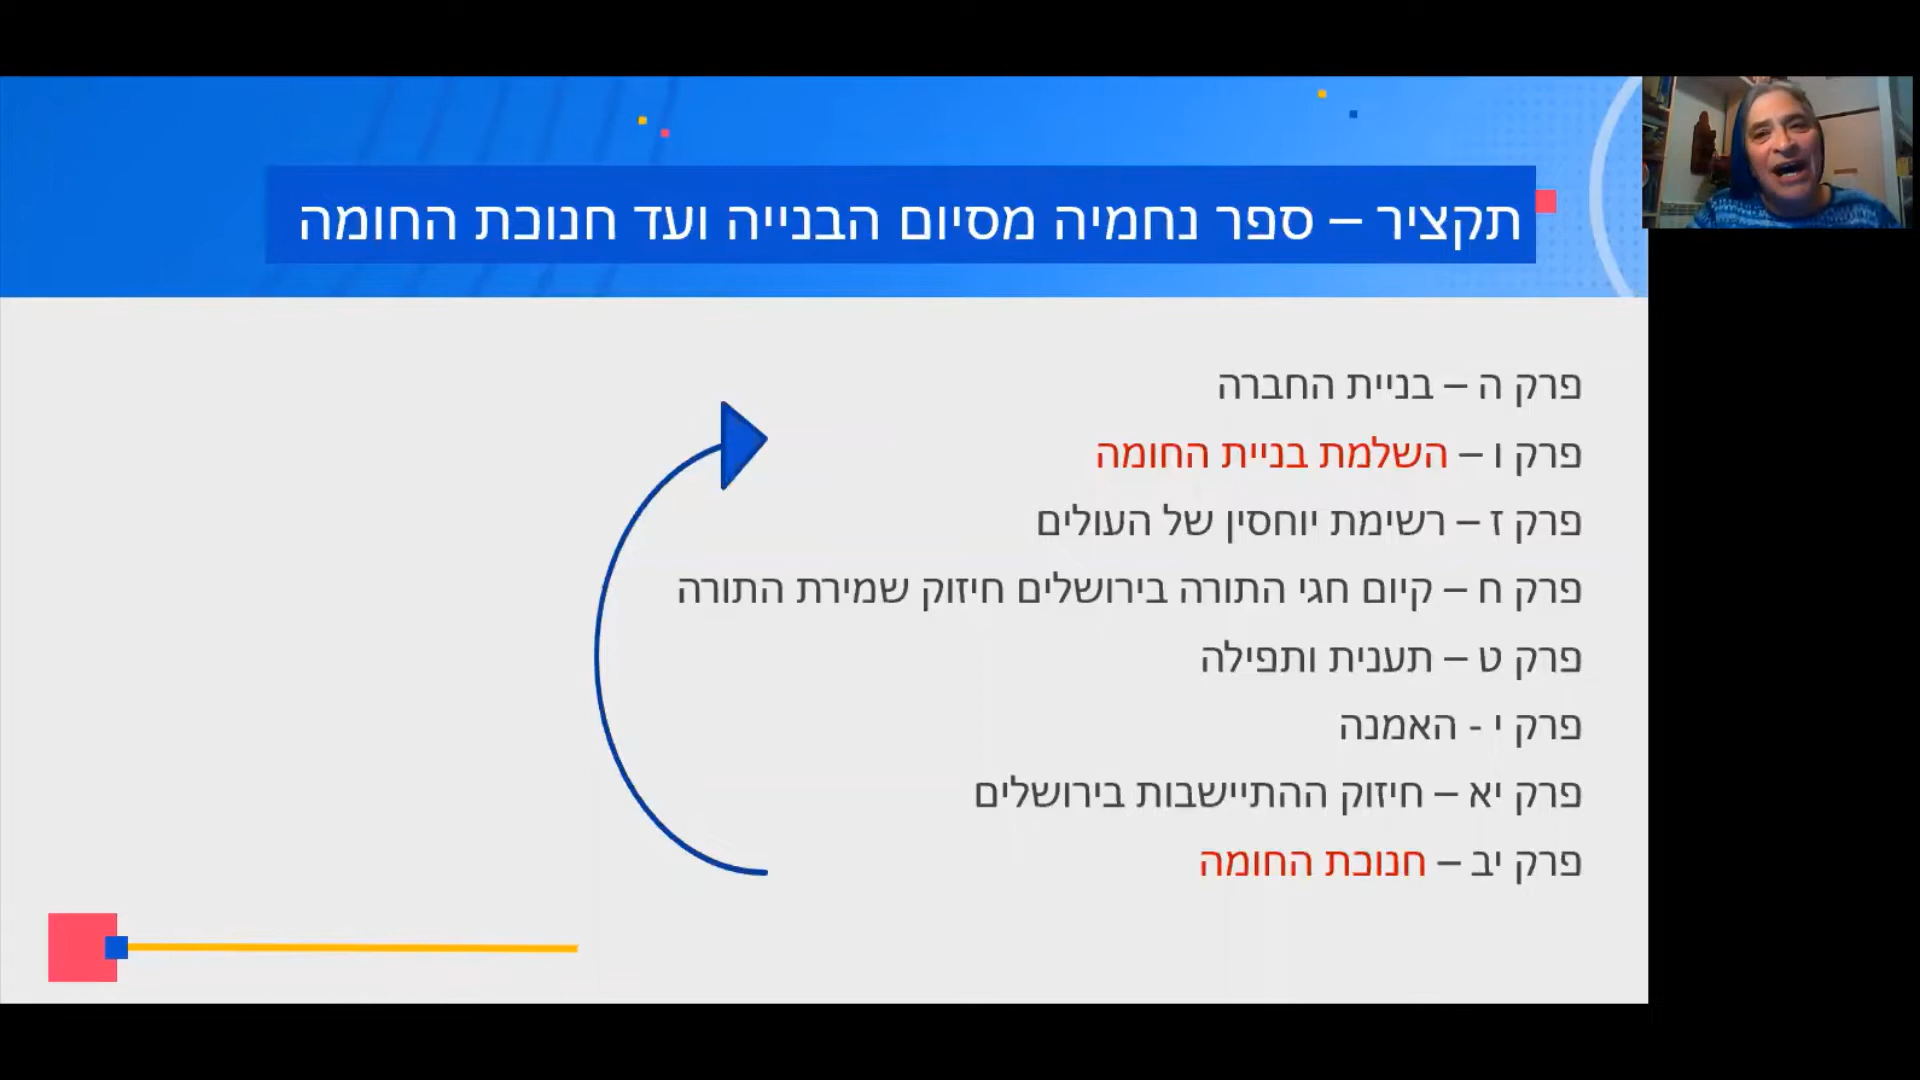 תקציר – ספר נחמיה מסיום הבנייה ועד חנוכת החומה
פרק ה – בניית החברה
פרק ו – השלמת בניית החומה
פרק ז – רשימת יוחסין של העולים
פרק ח – קיום חגי התורה בירושלים חיזוק שמירת התורה
פרק ט – תענית ותפילה
פרק י - האמנה
פרק יא – חיזוק ההתיישבות בירושלים
פרק יב – חנוכת החומה